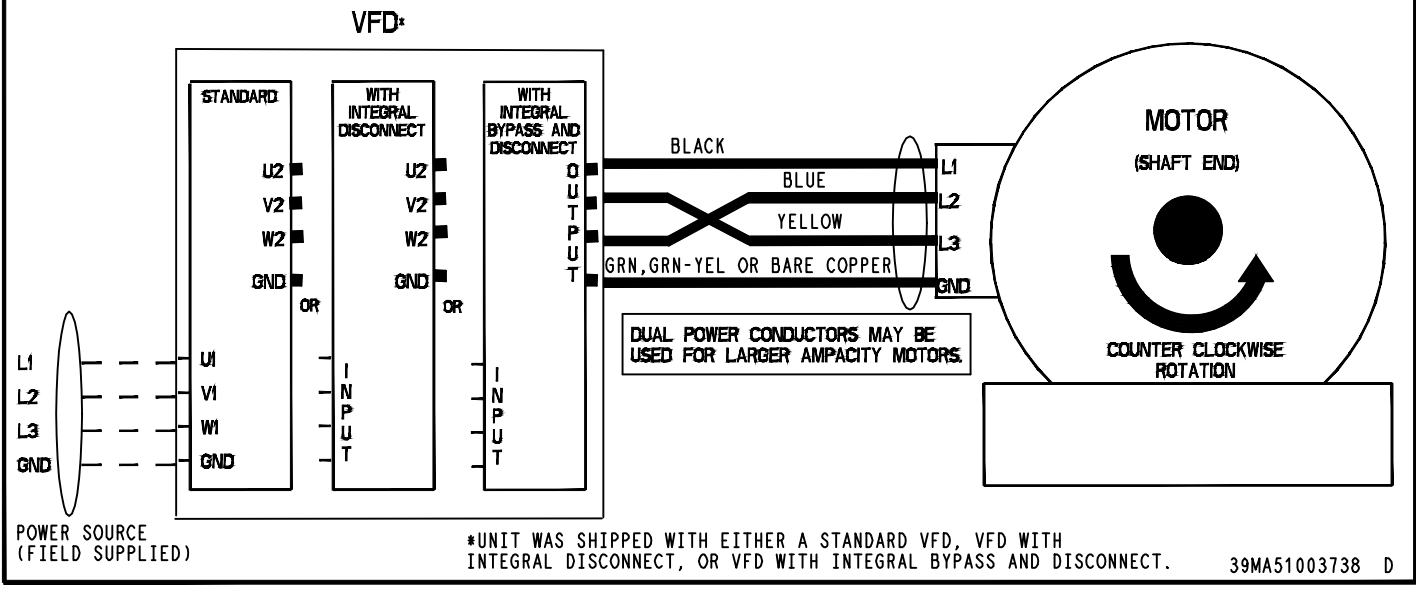 VFD*
STANDARD
U2
V2
W2
GND
OR
U1
V1
W1
GND
WITH
INTEGRAL
DISCONNECT
U2
V2
W2
GND
OR
INPUT
WITH
INTEGRAL
BYPASS AND
DISCONNECT
OUTPUT
INPUT
L1
L2
L3
GND
POWER SOURCE
(FIELD SUPPLIED)
BLACK
BLUE
YELLOW
GRN,GRN-YEL OR BARE COPPER
DUAL POWER CONDUCTORS MAY BE
USED FOR LARGER AMPACITY MOTORS.
L1
L2
L3
GND
MOTOR
(SHAFT END)
COUNTER CLOCKWISE
ROTATION
*UNIT WAS SHIPPED WITH EITHER A STANDARD VFD, VFD WITH
INTEGRAL DISCONNECT, OR VFD WITH INTEGRAL BYPASS AND DISCONNECT.
39MA51003738 D